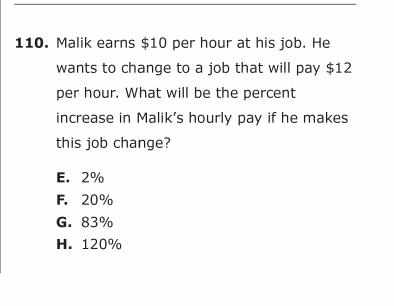 110. Malik earns $10 per hour at his job. He
wants to change to a job that will pay $12
per hour. What will be the percent
increase in Malik's hourly pay if he makes
this job change?
E. 2%
F. 20%
G. 83%
H. 120%